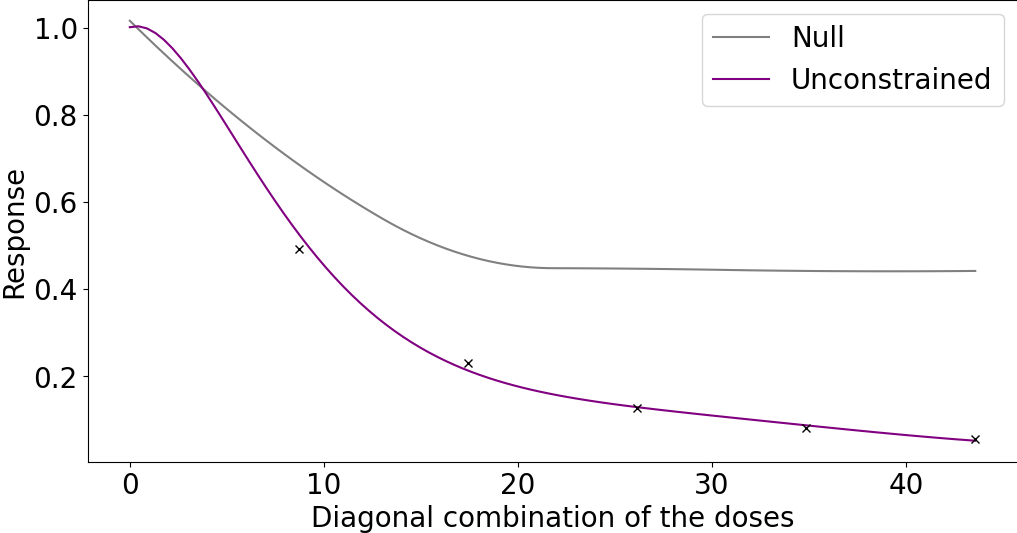 Null
Unconstrained
Response
1.0
0.8
0.6
0.4
0.2
0 10 20 30 40
Diagonal combination of the doses